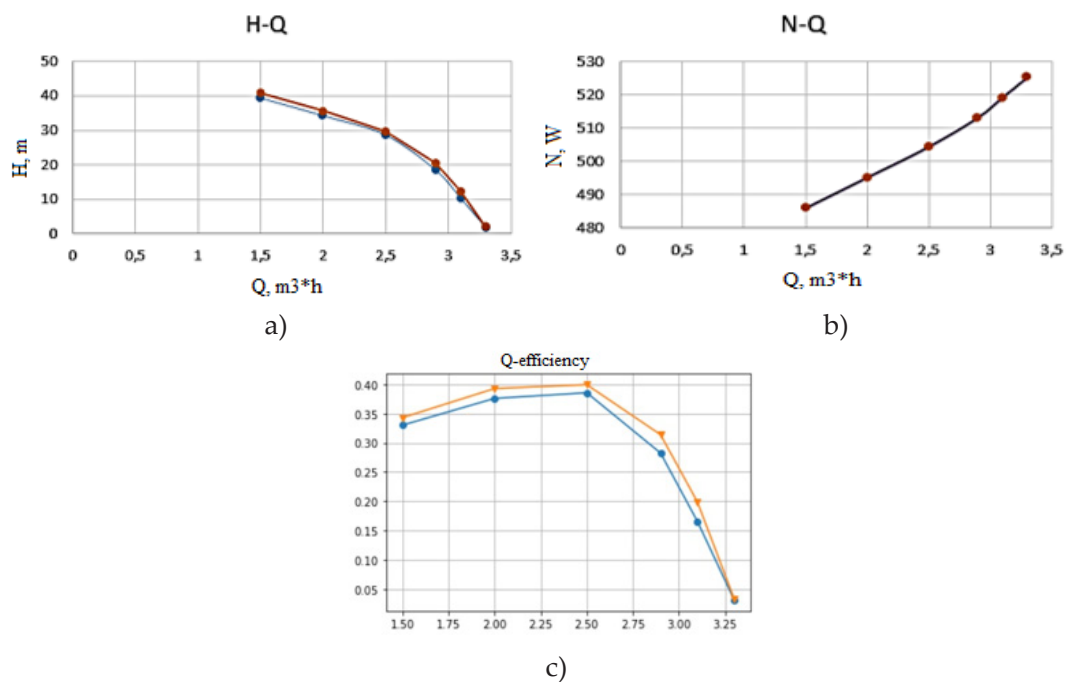 H-Q
50
40
30
20
10
0
H, m
0 0,5 1 1,5 2 2,5 3 3,5
Q, m3*h
a)
N-Q
530
520
510
500
490
480
N, W
0 0,5 1 1,5 2 2,5 3 3,5
Q, m3*h
b)
Q-efficiency
0.40
0.35
0.30
0.25
0.20
0.15
0.10
0.05
1.50 1.75 2.00 2.25 2.50 2.75 3.00 3.25
c)